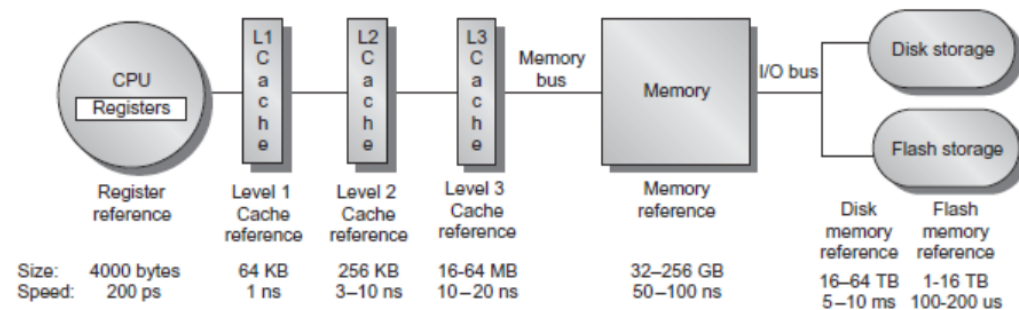 CPU
Registers
L1
C
a
c
h
e
L2
C
a
c
h
e
L3
C
a
c
h
e
Memory
bus
Memory
I/O bus
Disk storage
Flash storage
Register
reference
Level 1
Cache
reference
Level 2
Cache
reference
Level 3
Cache
reference
Memory
reference
Disk
memory
reference
Flash
memory
reference
Size: 4000 bytes 64 KB 256 KB 16-64 MB 32–256 GB 16–64 TB 1-16 TB
Speed: 200 ps 1 ns 3–10 ns 10–20 ns 50–100 ns 5–10 ms 100-200 us